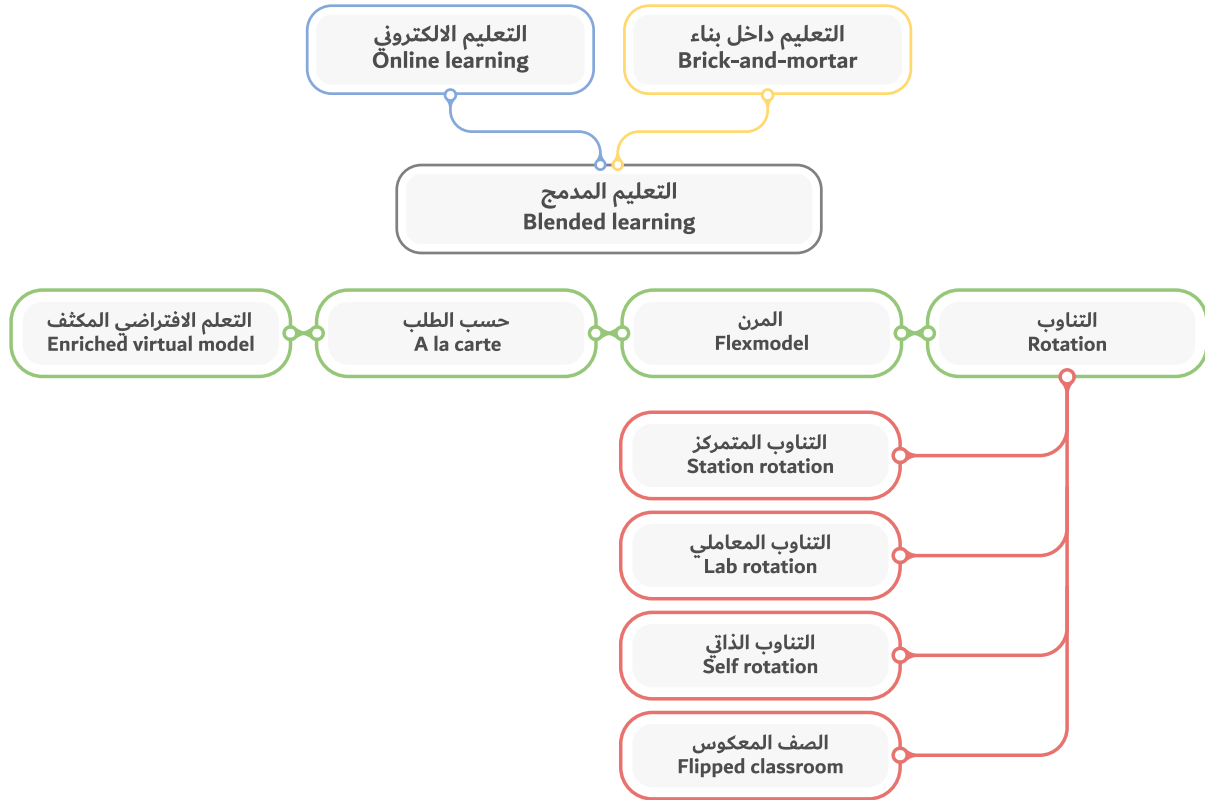 التعليم داخل بناء
Brick-and-mortar
التعليم الالكتروني
Online learning
التعليم المدمج
Blended learning
التناوب
Rotation
المرن
Flexmodel
حسب الطلب
A la carte
التعلم الافتراضي المكثف
Enriched virtual model
التناوب المتمركز
Station rotation
التناوب المعاملي
Lab rotation
التناوب الذاتي
Self rotation
الصف المعكوس
Flipped classroom